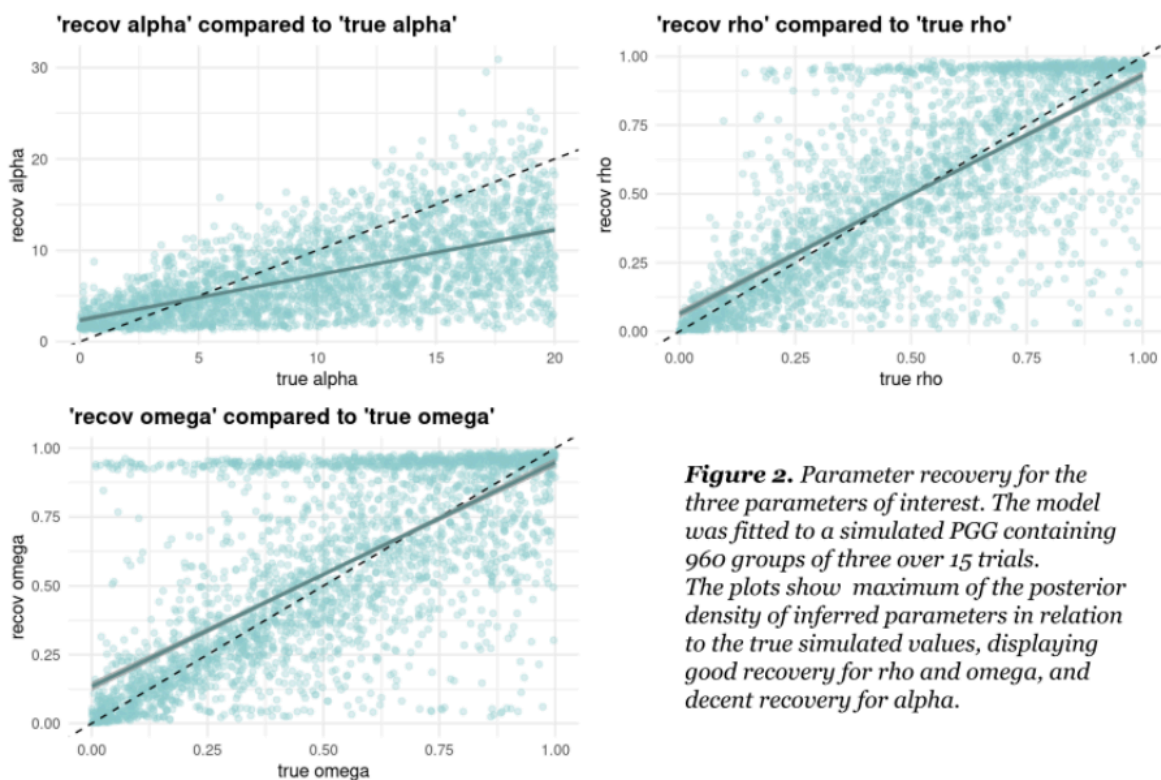 'recov alpha' compared to 'true alpha'
30
20
10
0
recov alpha
0 5 10 15 20
true alpha
'recov rho' compared to 'true rho'
1.00
0.75
0.50
0.25
0.00
recov rho
0.00 0.25 0.50 0.75 1.00
true rho
'recov omega' compared to 'true omega'
1.00
0.75
0.50
0.25
0.00
recov omega
0.00 0.25 0.50 0.75 1.00
true omega
Figure 2. Parameter recovery for the
three parameters of interest. The model
was fitted to a simulated PGG containing
960 groups of three over 15 trials.
The plots show maximum of the posterior
density of inferred parameters in relation
to the true simulated values, displaying
good recovery for rho and omega, and
decent recovery for alpha.